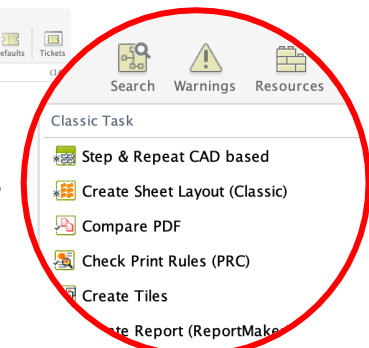 Tickets
Search Warnings Resources
Classic Task
Step & Repeat CAD based
Create Sheet Layout (Classic)
Compare PDF
Check Print Rules (PRC)
Create Tiles
Report